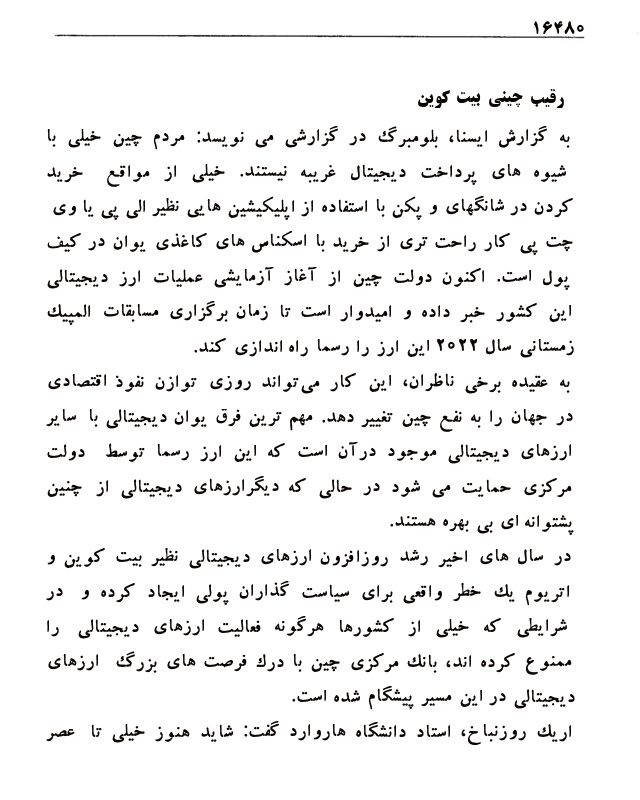 ۱۶۴۸۰
رقیب چینی بیت کوین
به گزارش ایسنا، بلومبرگ در گزارشی می نویسد: مردم چین خیلی با
شیوه های پرداخت دیجیتال غریبه نیستند. خیلی از مواقع خرید
کردن در شانگهای و پکن با استفاده از اپلیکیشین هایی نظیر الی پی یا وی
چت پی کار راحت تری از خرید با اسکناس های کاغذی یوان در کیف
پول است. اکنون دولت چین از آغاز آزمایشی عملیات ارز دیجیتالی
این کشور خبر داده و امیدوار است تا زمان برگزاری مسابقات المپیك
زمستانی سال ۲۰۲۲ این ارز را رسما راه اندازی کند.
به عقیده برخی ناظران، این کار می‌تواند روزی توازن نفوذ اقتصادی
در جهان را به نفع چین تغییر دهد. مهم ترین فرق یوان دیجیتالی با سایر
ارزهای دیجیتالی موجود درآن است که این ارز رسما توسط دولت
مرکزی حمایت می شود در حالی که دیگرارزهای دیجیتالی از چنین
پشتوانه ای بی بهره هستند.
در سال های اخیر رشد روزافزون ارزهای دیجیتالی نظیر بیت کوین و
اتریوم یك خطر واقعی برای سیاست گذاران پولی ایجاد کرده و در
شرایطی که خیلی از کشورها هرگونه فعالیت ارزهای دیجیتالی را
ممنوع کرده اند، بانك مرکزی چین با درك فرصت های بزرگ ارزهای
دیجیتالی در این مسیر پیشگام شده است.
اریك روزنباخ، استاد دانشگاه هاروارد گفت: شاید هنوز خیلی تا عصر